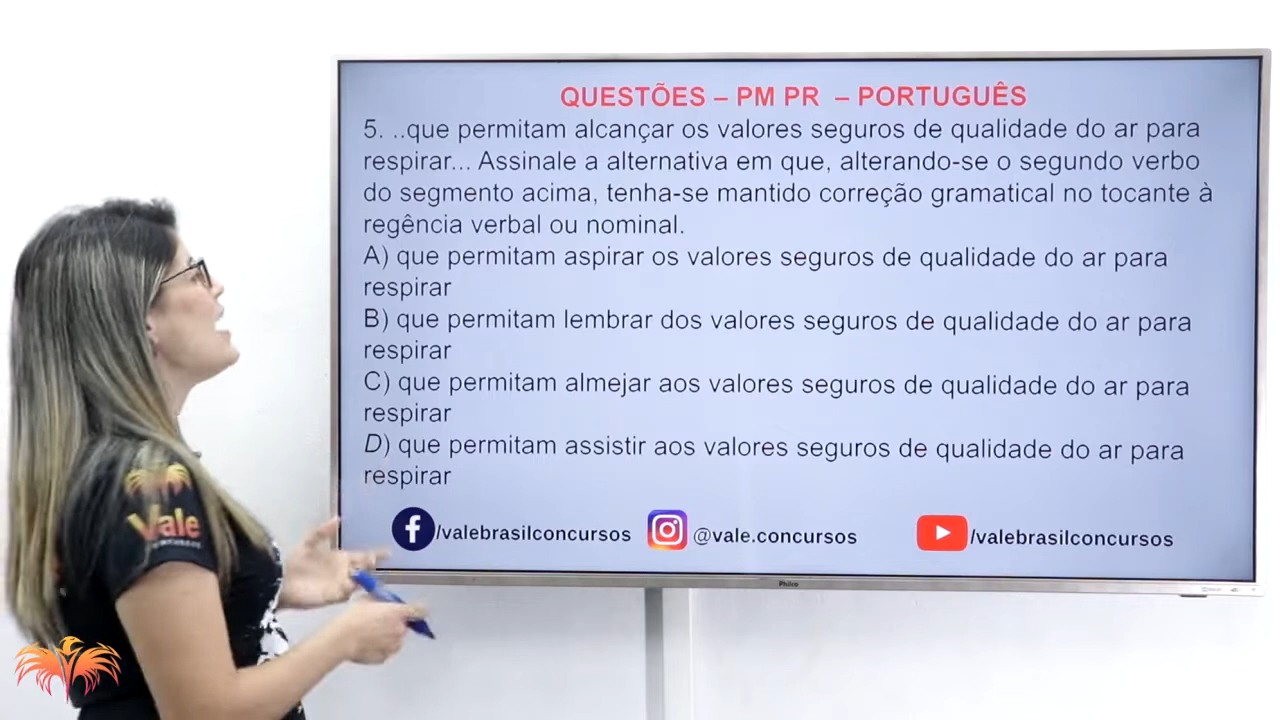 QUESTÕES – PM PR – PORTUGUÊS
5. ..que permitam alcançar os valores seguros de qualidade do ar para
respirar... Assinale a alternativa em que, alterando-se o segundo verbo
do segmento acima, tenha-se mantido correção gramatical no tocante à
regência verbal ou nominal.
A) que permitam aspirar os valores seguros de qualidade do ar para
respirar
B) que permitam lembrar dos valores seguros de qualidade do ar para
respirar
C) que permitam almejar aos valores seguros de qualidade do ar para
respirar
D) que permitam assistir aos valores seguros de qualidade do ar para
respirar
/valebrasilconcursos @vale.concursos /valebrasilconcursos
Philco
Vale
CONCURSOS